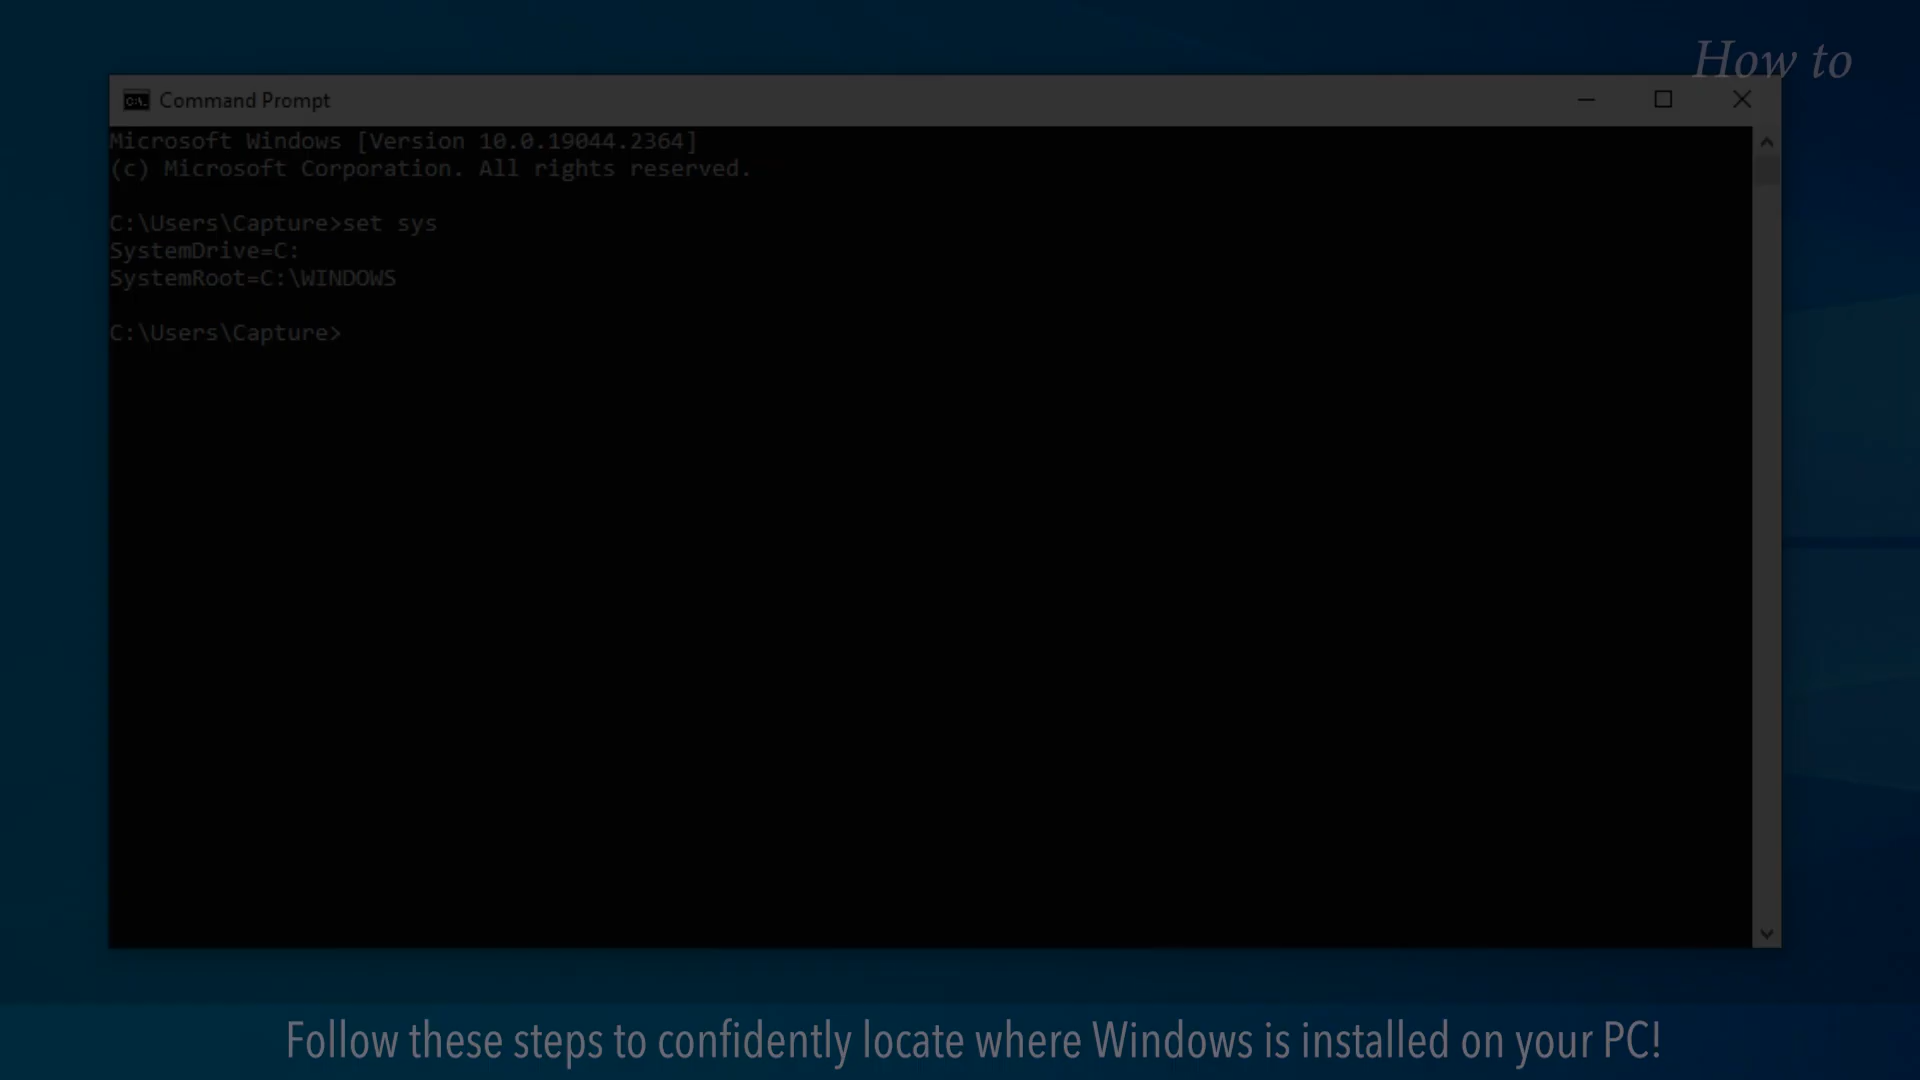 How to
Command Prompt
Microsoft Windows [Version 10.0.19044.2364]
(c) Microsoft Corporation. All rights reserved.
C:\Users\Capture>set sys
SystemDrive=C:
SystemRoot=C:\WINDOWS
C:\Users\Capture>
Follow these steps to confidently locate where Windows is installed on your PC!